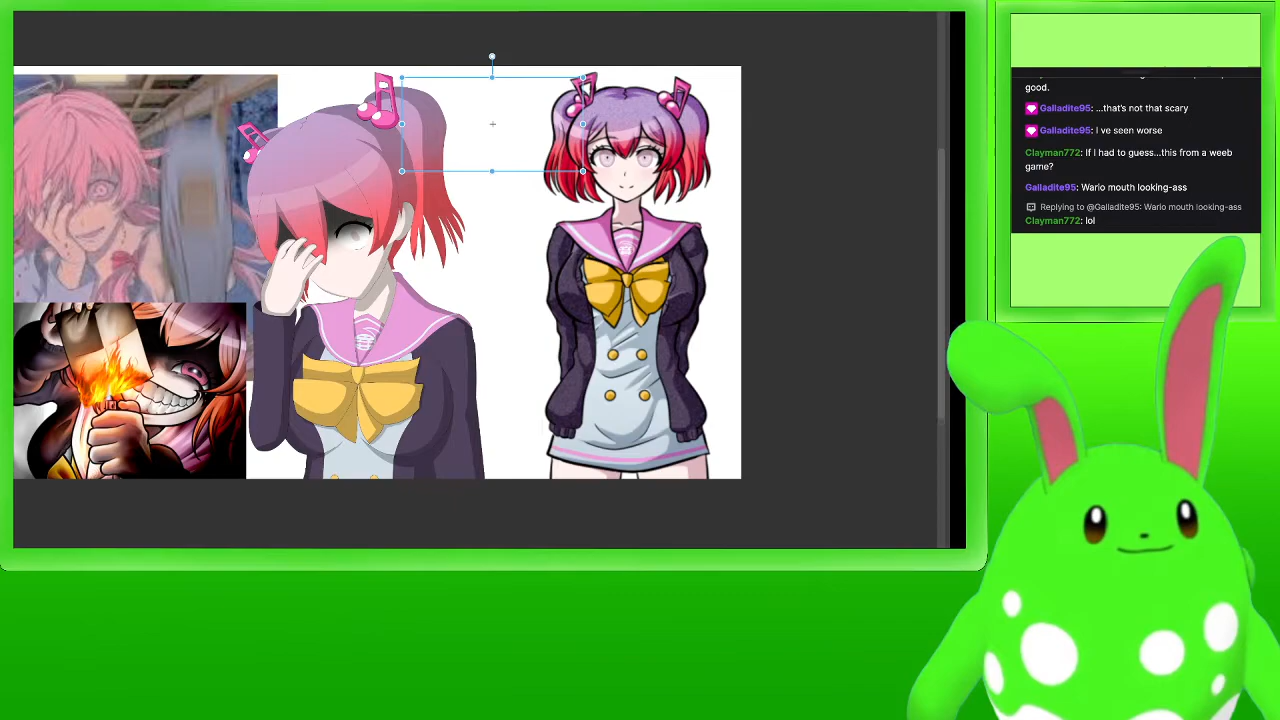 good.
Galladite95: ...that's not that scary
Galladite95: I ve seen worse
Clayman772: If I had to guess...this from a weeb
game?
Galladite95: Wario mouth looking-ass
Replying to @Galladite95: Wario mouth looking-ass
Clayman772: lol